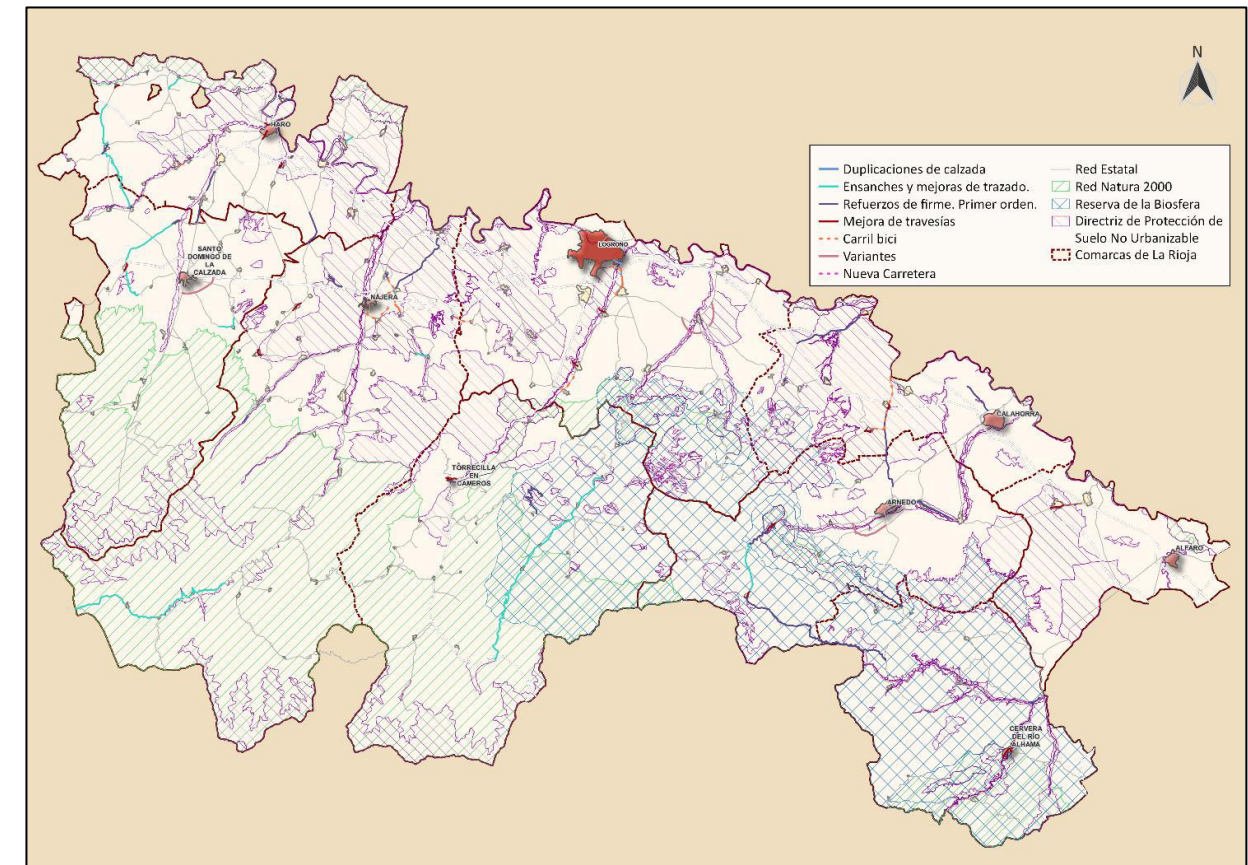 N
HARO
SANTO
DOMINGO DE
LA
CALZADA
NÁJERA
LOGROÑO
Duplicaciones de calzada
Ensanches y mejoras de trazado.
Refuerzos de firme. Primer orden.
Mejora de travesías
Carril bici
Variantes
Nueva Carretera
Red Estatal
Red Natura 2000
Reserva de la Biosfera
Directriz de Protección de
Suelo No Urbanizable
Comarcas de La Rioja
CALAHORRA
TORRECILLA
EN
CAMEROS
ARNEDO
ALFARO
CERVERA
DEL RÍO
ALHAMA